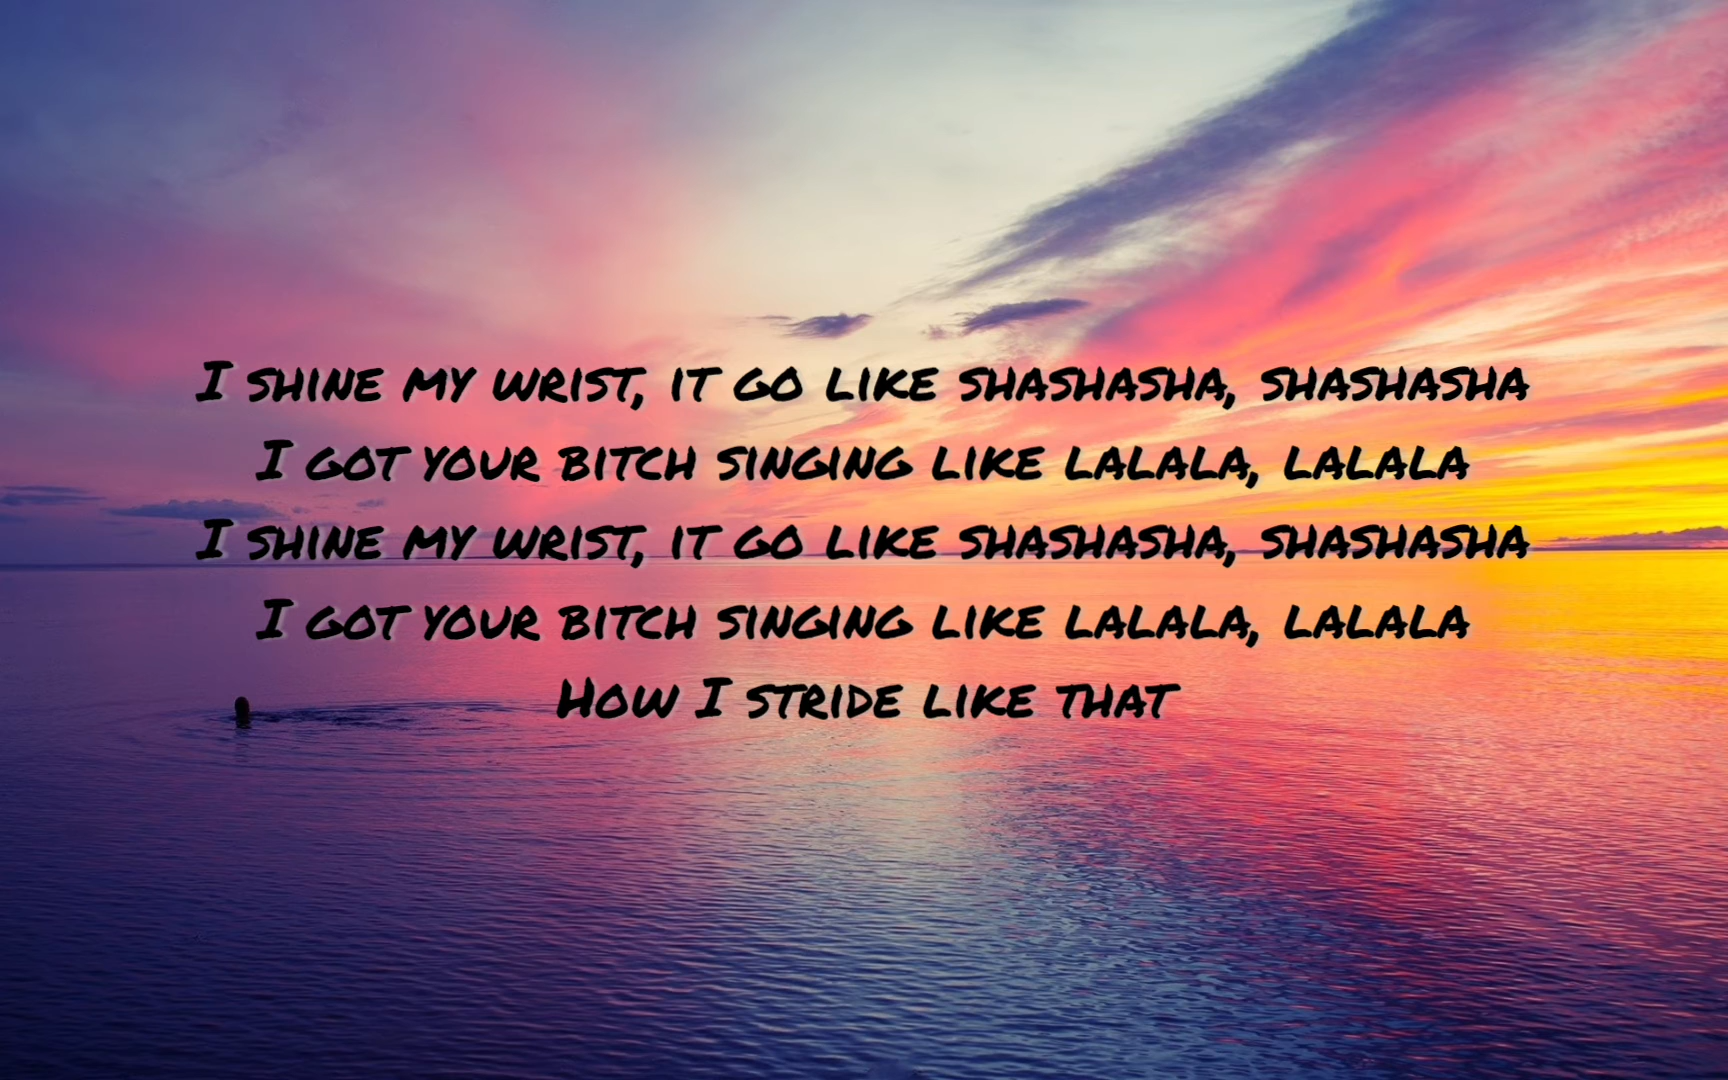 I shine my wrist, it go like shashasha, shashasha
I got your bitch singing like lalala, lalala
I shine my wrist, it go like shashasha, shashasha
I got your bitch singing like lalala, lalala
How I stride like that